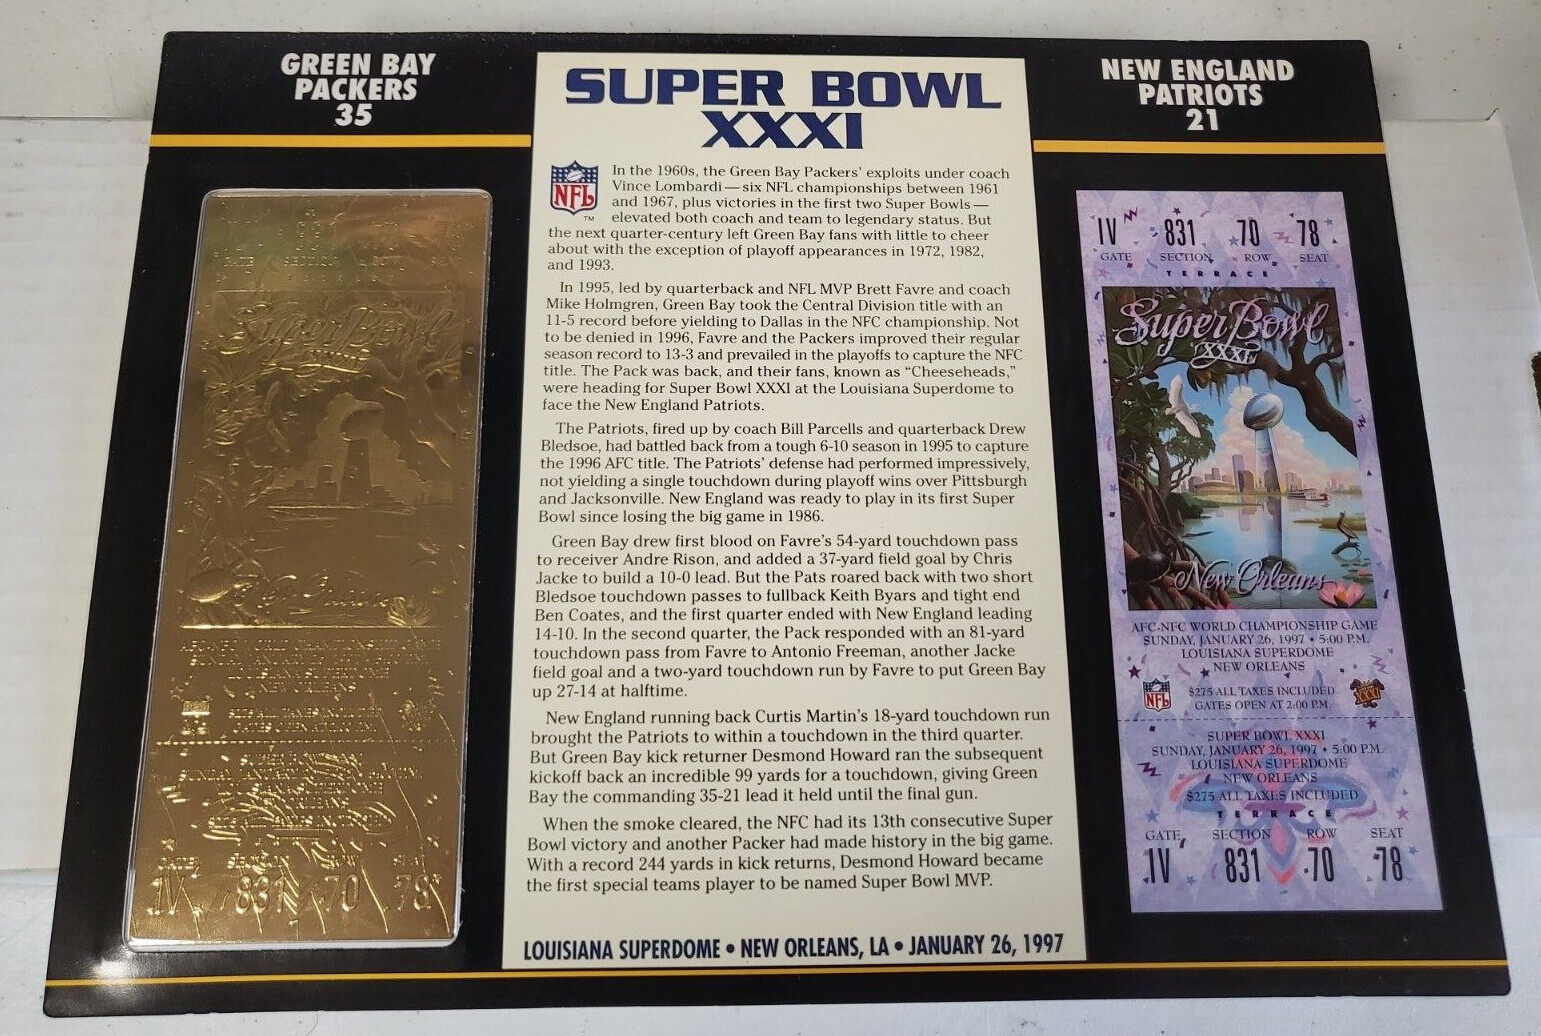 GREEN BAY
PACKERS
35
SUPER BOWL
XXXI
NFL
TM
In the 1960s, the Green Bay Packers' exploits under coach
Vince Lombardi — six NFL championships between 1961
and 1967, plus victories in the first two Super Bowls —
elevated both coach and team to legendary status. But
the next quarter-century left Green Bay fans with little to cheer
about with the exception of playoff appearances in 1972, 1982,
and 1993.
In 1995, led by quarterback and NFL MVP Brett Favre and coach
Mike Holmgren, Green Bay took the Central Division title with an
11-5 record before yielding to Dallas in the NFC championship. Not
to be denied in 1996, Favre and the Packers improved their regular
season record to 13-3 and prevailed in the playoffs to capture the NFC
title. The Pack was back, and their fans, known as "Cheeseheads,"
were heading for Super Bowl XXXI at the Louisiana Superdome to
face the New England Patriots.
The Patriots, fired up by coach Bill Parcells and quarterback Drew
Bledsoe, had battled back from a tough 6-10 season in 1995 to capture
the 1996 AFC title. The Patriots' defense had performed impressively,
not yielding a single touchdown during playoff wins over Pittsburgh
and Jacksonville. New England was ready to play in its first Super
Bowl since losing the big game in 1986.
Green Bay drew first blood on Favre's 54-yard touchdown pass
to receiver Andre Rison, and added a 37-yard field goal by Chris
Jacke to build a 10-0 lead. But the Pats roared back with two short
Bledsoe touchdown passes to fullback Keith Byars and tight end
Ben Coates, and the first quarter ended with New England leading
14-10. In the second quarter, the Pack responded with an 81-yard
touchdown pass from Favre to Antonio Freeman, another Jacke
field goal and a two-yard touchdown run by Favre to put Green Bay
up 27-14 at halftime.
New England running back Curtis Martin's 18-yard touchdown run
brought the Patriots to within a touchdown in the third quarter.
But Green Bay kick returner Desmond Howard ran the subsequent
kickoff back an incredible 99 yards for a touchdown, giving Green
Bay the commanding 35-21 lead it held until the final gun.
When the smoke cleared, the NFC had its 13th consecutive Super
Bowl victory and another Packer had made history in the big game.
With a record 244 yards in kick returns, Desmond Howard became
the first special teams player to be named Super Bowl MVP.
LOUISIANA SUPERDOME • NEW ORLEANS, LA • JANUARY 26, 1997
NEW ENGLAND
PATRIOTS
21
IV 831 70 78
GATE SECTION ROW SEAT
TERRACE
Super Bowl
XXXI
New Orleans
AFC-NFC WORLD CHAMPIONSHIP GAME
SUNDAY, JANUARY 26, 1997 • 5:00 P.M.
LOUISIANA SUPERDOME
NEW ORLEANS
NFL
$275 ALL TAXES INCLUDED
GATES OPEN AT 2:00 P.M.
XXXI
SUPER BOWL XXXI
SUNDAY, JANUARY 26, 1997 • 5:00 P.M.
LOUISIANA SUPERDOME
NEW ORLEANS
$275 ALL TAXES INCLUDED
TERRACE
GATE SECTION ROW SEAT
IV 831 70 78
Super Bowl
New Orleans
NEW ORLEANS
IV 831 70 78